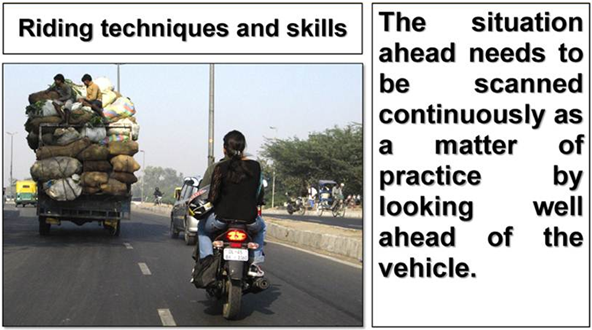 Riding techniques and skills
The situation
ahead needs to
be scanned
continuously as
a matter of
practice by
looking well
ahead of the
vehicle.